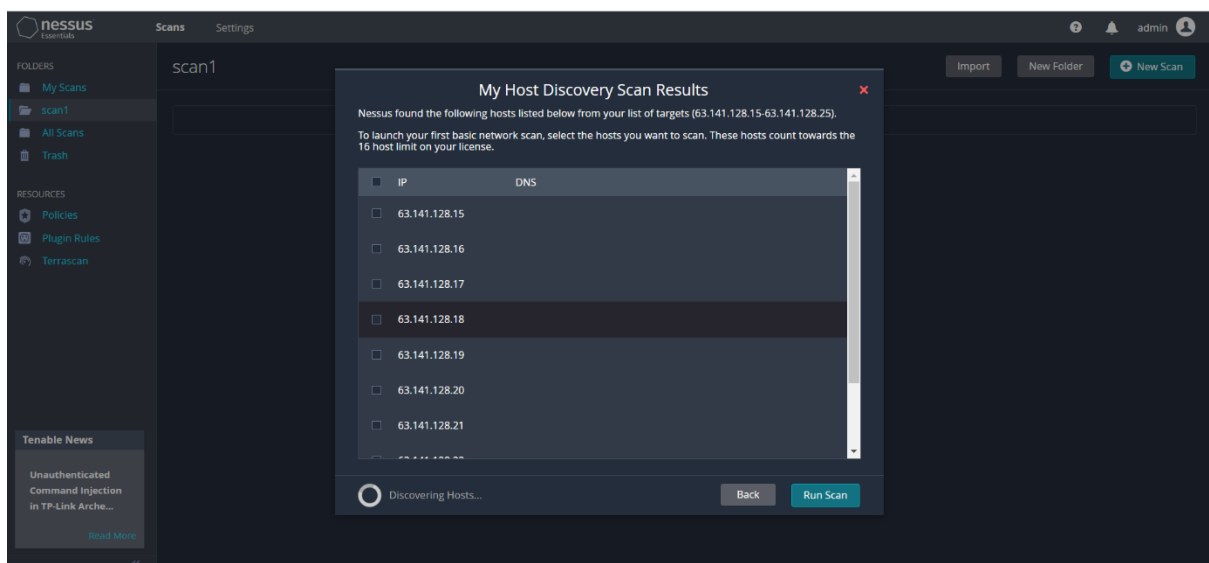 nessus
Essentials
Scans
Settings
admin
FOLDERS
My Scans
scan1
All Scans
Trash
RESOURCES
Policies
Plugin Rules
Terrascan
Tenable News
Unauthenticated
Command Injection
in TP-Link Arche...
Read More
scan1
Import
New Folder
New Scan
My Host Discovery Scan Results
Nessus found the following hosts listed below from your list of targets (63.141.128.15-63.141.128.25).
To launch your first basic network scan, select the hosts you want to scan. These hosts count towards the
16 host limit on your license.
IP DNS
63.141.128.15
63.141.128.16
63.141.128.17
63.141.128.18
63.141.128.19
63.141.128.20
63.141.128.21
Discovering Hosts...
Back
Run Scan